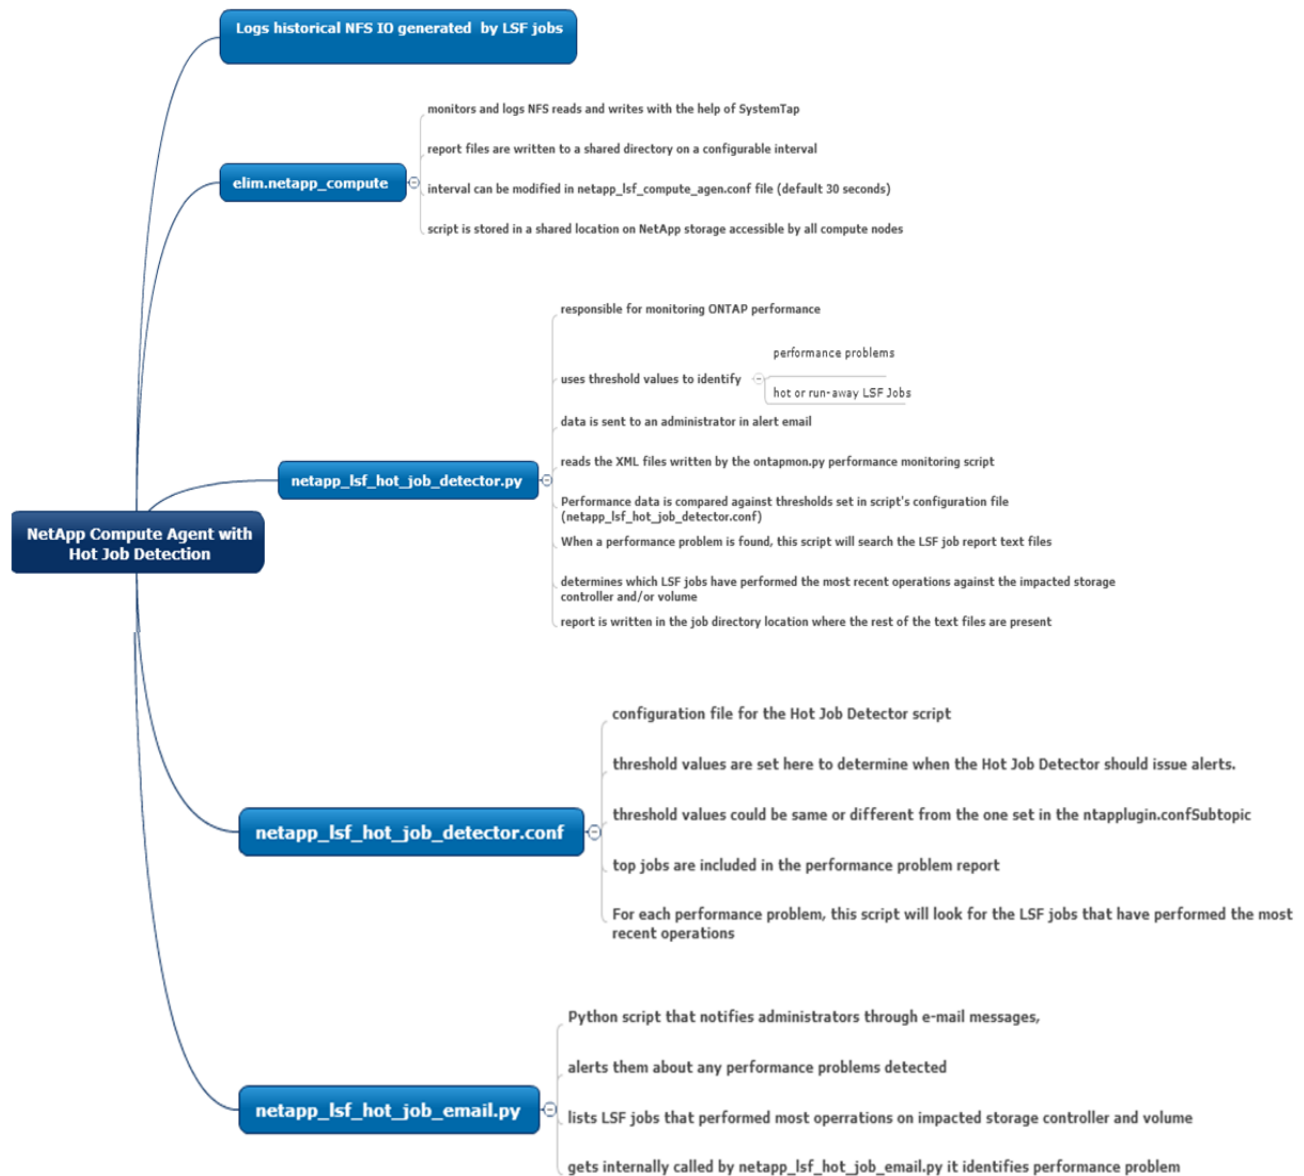 Logs historical NFS IO generated by LSF jobs
monitors and logs NFS reads and writes with the help of SystemTap
report files are written to a shared directory on a configurable interval
elim.netapp_compute
interval can be modified in netapp_lsf_compute_agen.conf file (default 30 seconds)
script is stored in a shared location on NetApp storage accessible by all compute nodes
responsible for monitoring ONTAP performance
performance problems
uses threshold values to identify
hot or run-away LSF Jobs
data is sent to an administrator in alert email
reads the XML files written by the ontapmon.py performance monitoring script
netapp_lsf_hot_job_detector.py
Performance data is compared against thresholds set in script's configuration file
(netapp_lsf_hot_job_detector.conf)
NetApp Compute Agent with
Hot Job Detection
When a performance problem is found, this script will search the LSF job report text files
determines which LSF jobs have performed the most recent operations against the impacted storage
controller and/or volume
report is written in the job directory location where the rest of the text files are present
configuration file for the Hot Job Detector script
threshold values are set here to determine when the Hot Job Detector should issue alerts.
threshold values could be same or different from the one set in the ntapplugin.confSubtopic
netapp_lsf_hot_job_detector.conf
top jobs are included in the performance problem report
For each performance problem, this script will look for the LSF jobs that have performed the most
recent operations
Python script that notifies administrators through e-mail messages,
alerts them about any performance problems detected
netapp_lsf_hot_job_email.py
lists LSF jobs that performed most operrations on impacted storage controller and volume
gets internally called by netapp_lsf_hot_job_email.py it identifies performance problem